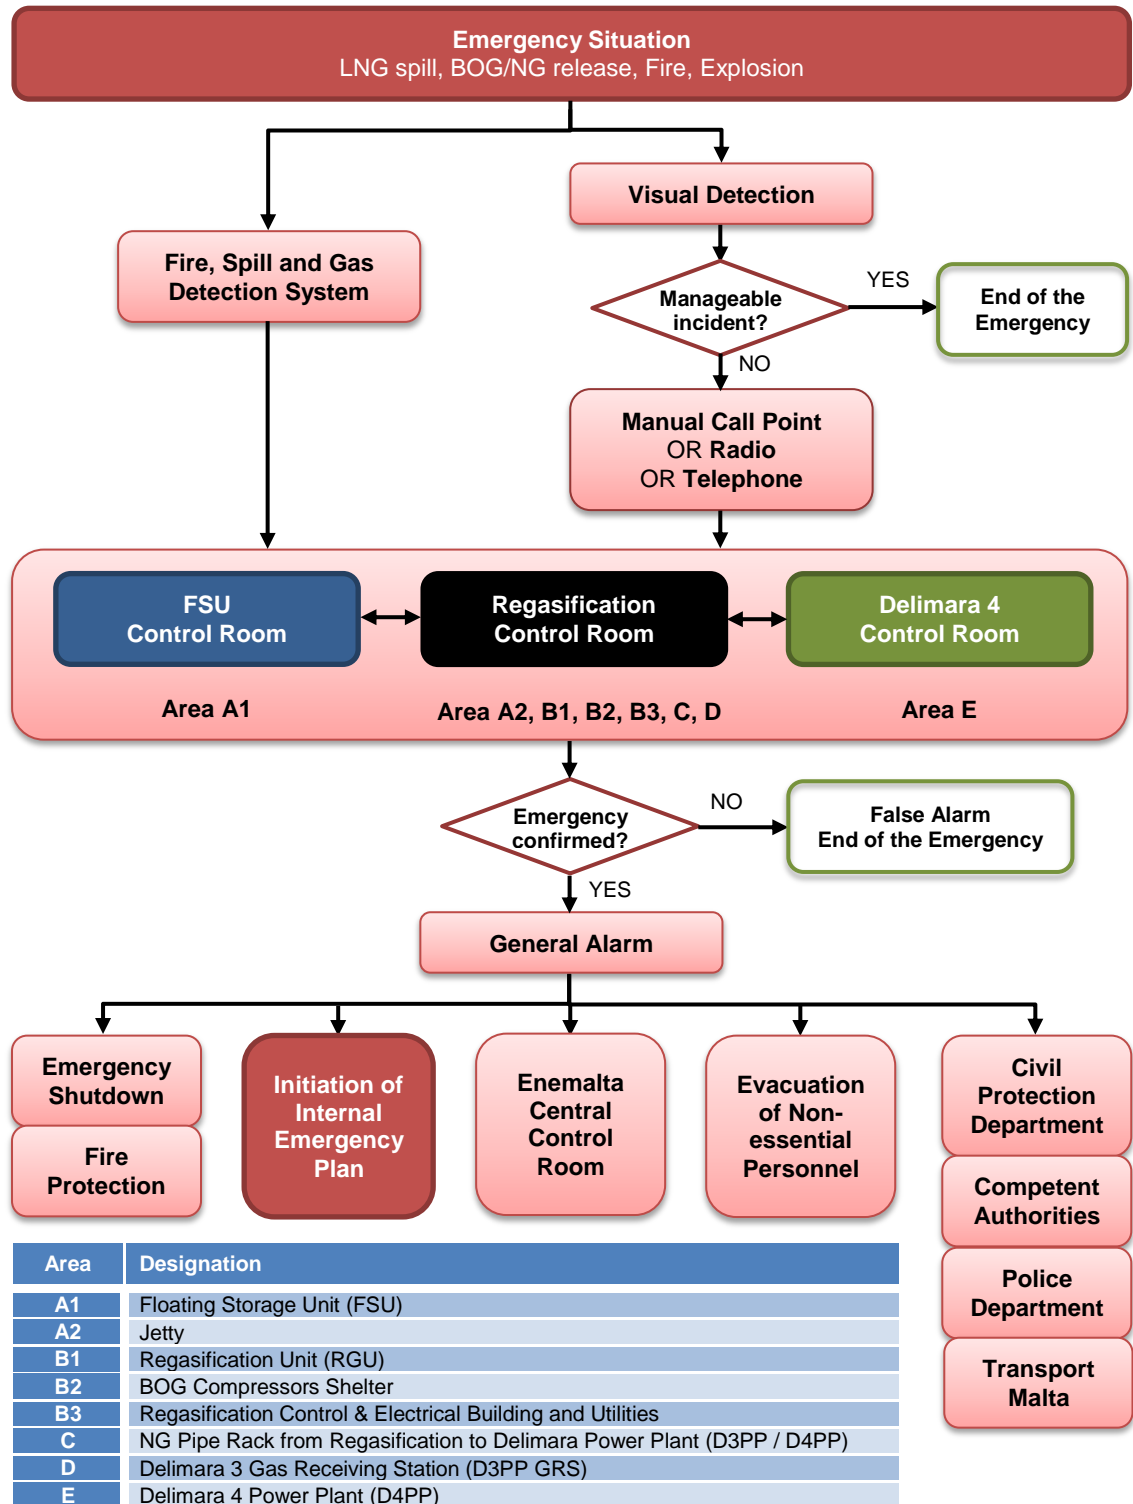 Emergency Situation
LNG spill, BOG/NG release, Fire, Explosion
Visual Detection
Fire, Spill and Gas
Detection System
Manageable
incident?
YES
End of the
Emergency
NO
Manual Call Point
OR Radio
OR Telephone
FSU
Control Room
Regasification
Control Room
Delimara 4
Control Room
Area A1
Area A2, B1, B2, B3, C, D
Area E
Emergency
confirmed?
NO
False Alarm
End of the Emergency
YES
General Alarm
Emergency
Shutdown
Fire
Protection
Initiation of
Internal
Emergency
Plan
Enemalta
Central
Control
Room
Evacuation
of Non-
essential
Personnel
Civil
Protection
Department
Competent
Authorities
Police
Department
Transport
Malta
Area Designation
A1 Floating Storage Unit (FSU)
A2 Jetty
B1 Regasification Unit (RGU)
B2 BOG Compressors Shelter
B3 Regasification Control & Electrical Building and Utilities
C NG Pipe Rack from Regasification to Delimara Power Plant (D3PP / D4PP)
D Delimara 3 Gas Receiving Station (D3PP GRS)
E Delimara 4 Power Plant (D4PP)